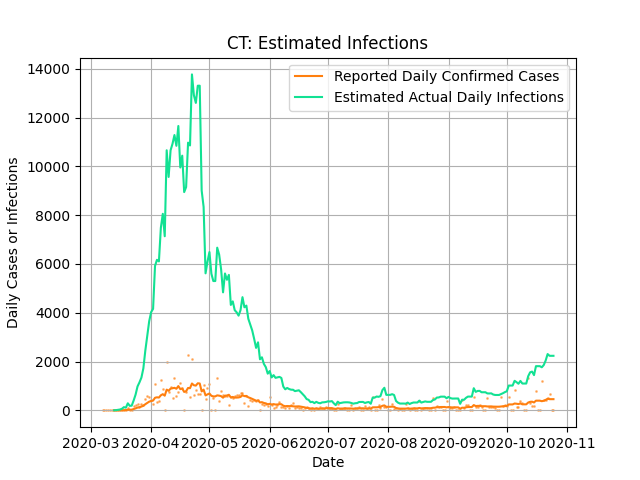 CT: Estimated Infections
Reported Daily Confirmed Cases
Estimated Actual Daily Infections
Daily Cases or Infections
14000
12000
10000
8000
6000
4000
2000
0
2020-03 2020-04 2020-05 2020-06 2020-07 2020-08 2020-09 2020-10 2020-11
Date